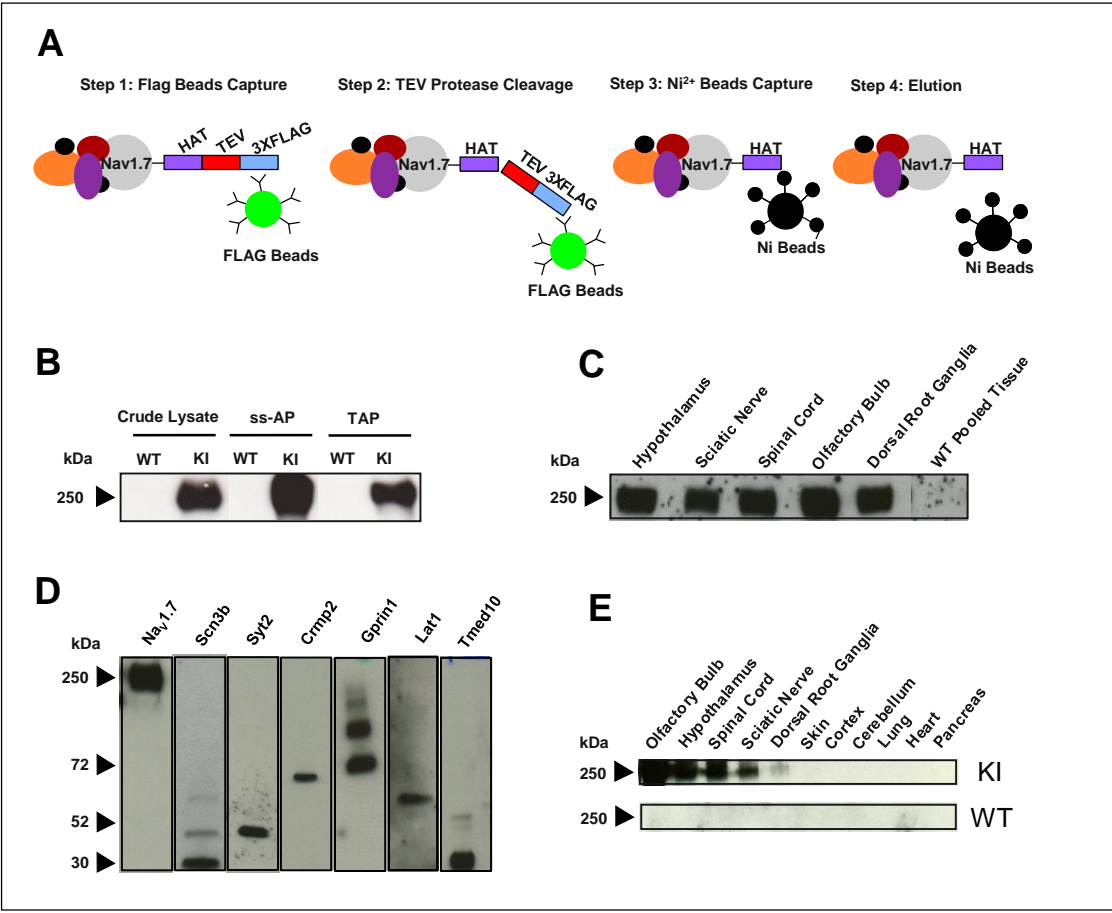 A
Step 1: Flag Beads Capture
Step 2: TEV Protease Cleavage
Step 3: Ni²⁺ Beads Capture
Step 4: Elution
Nav1.7
HAT
TEV
3XFLAG
FLAG Beads
Nav1.7
HAT
TEV 3XFLAG
FLAG Beads
Nav1.7
HAT
Ni Beads
Nav1.7
HAT
Ni Beads
B
Crude Lysate
ss-AP
TAP
kDa
WT
KI
WT
KI
WT
KI
250
C
Hypothalamus
Sciatic Nerve
Spinal Cord
Olfactory Bulb
Dorsal Root Ganglia
WT Pooled Tissue
kDa
250
D
NaV1.7
Scn3b
Syt2
Crmp2
Gprin1
Lat1
Tmed10
kDa
250
72
52
30
E
Olfactory Bulb
Hypothalamus
Spinal Cord
Sciatic Nerve
Dorsal Root Ganglia
Skin
Cortex
Cerebellum
Lung
Heart
Pancreas
kDa
250
KI
250
WT